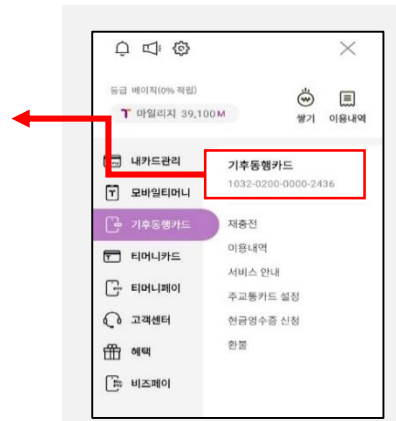 등급 베이직(0% 적립)
T 마일리지 39,100 M
쌓기 이용내역
내카드관리
모바일티머니
기후동행카드
티머니카드
티머니페이
고객센터
혜택
비즈페이
기후동행카드
1032-0200-0000-2436
재충전
이용내역
서비스 안내
주교통카드 설정
현금영수증 신청
환불